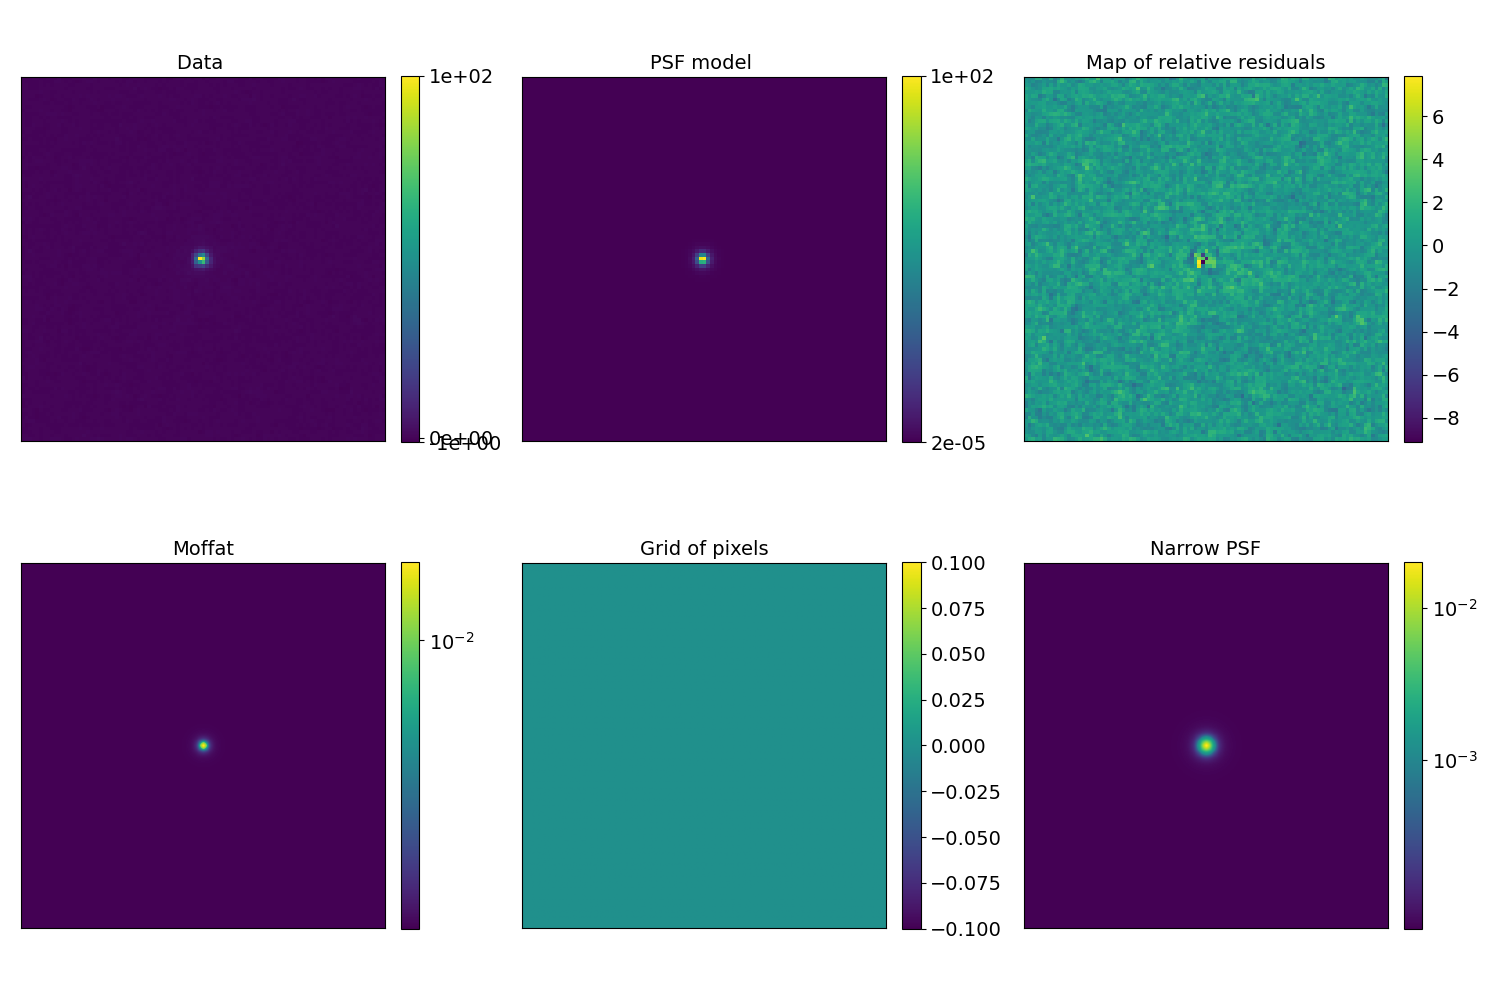 Data
1e+02
0e+00
-1e+00
PSF model
1e+02
2e-05
Map of relative residuals
6
4
2
0
−2
−4
−6
−8
Moffat
10⁻²
Grid of pixels
0.100
0.075
0.050
0.025
0.000
−0.025
−0.050
−0.075
−0.100
Narrow PSF
10⁻²
10⁻³